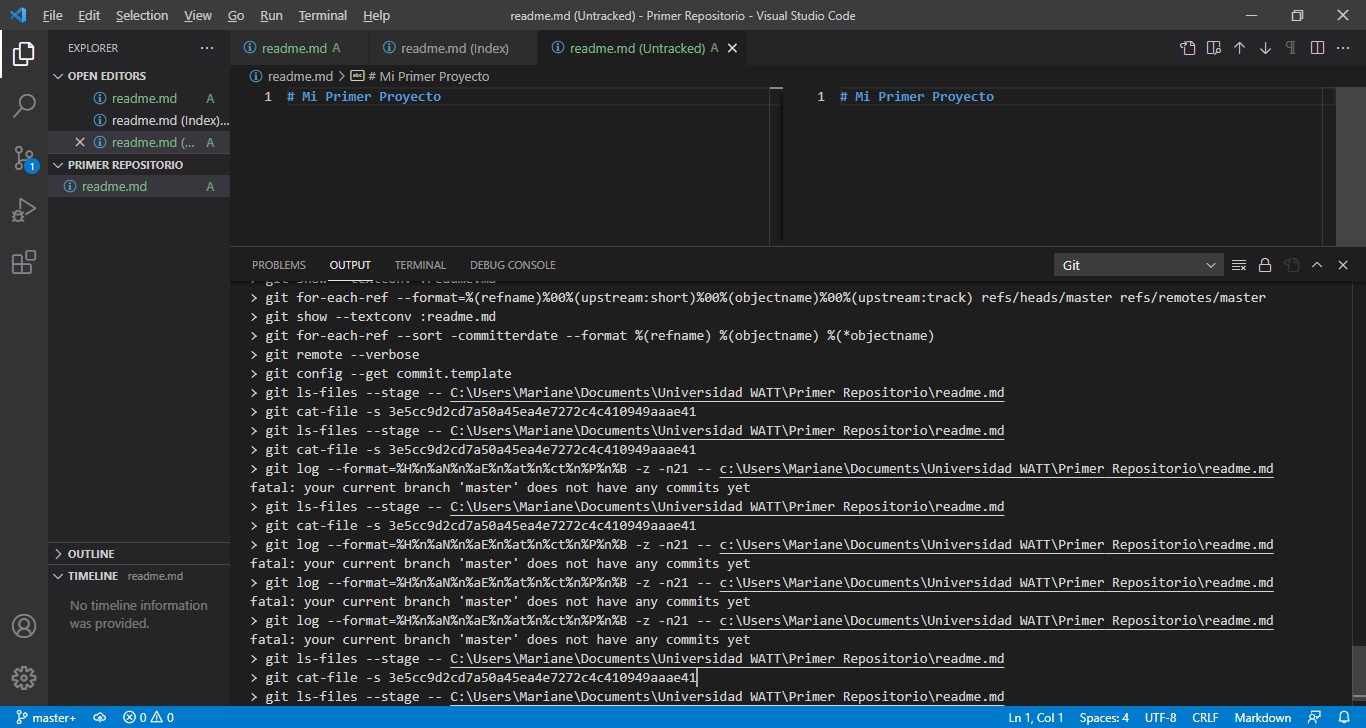 File Edit Selection View Go Run Terminal Help readme.md (Untracked) - Primer Repositorio - Visual Studio Code
EXPLORER
OPEN EDITORS
readme.md A
readme.md (Index)...
readme.md (... A
PRIMER REPOSITORIO
readme.md A
OUTLINE
TIMELINE readme.md
No timeline information
was provided.
1
readme.md A readme.md (Index) readme.md (Untracked) A
readme.md > # Mi Primer Proyecto
1 # Mi Primer Proyecto
1 # Mi Primer Proyecto
PROBLEMS OUTPUT TERMINAL DEBUG CONSOLE Git
> git show --textconv :readme.md
> git for-each-ref --format=%(refname)%00%(upstream:short)%00%(objectname)%00%(upstream:track) refs/heads/master refs/remotes/master
> git show --textconv :readme.md
> git for-each-ref --sort -committerdate --format %(refname) %(objectname) %(*objectname)
> git remote --verbose
> git config --get commit.template
> git ls-files --stage -- C:\Users\Mariane\Documents\Universidad WATT\Primer Repositorio\readme.md
> git cat-file -s 3e5cc9d2cd7a50a45ea4e7272c4c410949aaae41
> git ls-files --stage -- C:\Users\Mariane\Documents\Universidad WATT\Primer Repositorio\readme.md
> git cat-file -s 3e5cc9d2cd7a50a45ea4e7272c4c410949aaae41
> git log --format=%H%n%aN%n%aE%n%at%n%ct%n%P%n%B -z -n21 -- c:\Users\Mariane\Documents\Universidad WATT\Primer Repositorio\readme.md
fatal: your current branch 'master' does not have any commits yet
> git ls-files --stage -- C:\Users\Mariane\Documents\Universidad WATT\Primer Repositorio\readme.md
> git cat-file -s 3e5cc9d2cd7a50a45ea4e7272c4c410949aaae41
> git log --format=%H%n%aN%n%aE%n%at%n%ct%n%P%n%B -z -n21 -- c:\Users\Mariane\Documents\Universidad WATT\Primer Repositorio\readme.md
fatal: your current branch 'master' does not have any commits yet
> git log --format=%H%n%aN%n%aE%n%at%n%ct%n%P%n%B -z -n21 -- c:\Users\Mariane\Documents\Universidad WATT\Primer Repositorio\readme.md
fatal: your current branch 'master' does not have any commits yet
> git log --format=%H%n%aN%n%aE%n%at%n%ct%n%P%n%B -z -n21 -- c:\Users\Mariane\Documents\Universidad WATT\Primer Repositorio\readme.md
fatal: your current branch 'master' does not have any commits yet
> git ls-files --stage -- C:\Users\Mariane\Documents\Universidad WATT\Primer Repositorio\readme.md
> git cat-file -s 3e5cc9d2cd7a50a45ea4e7272c4c410949aaae41
> git ls-files --stage -- C:\Users\Mariane\Documents\Universidad WATT\Primer Repositorio\readme.md
master+ 0 0 Ln 1, Col 1 Spaces: 4 UTF-8 CRLF Markdown